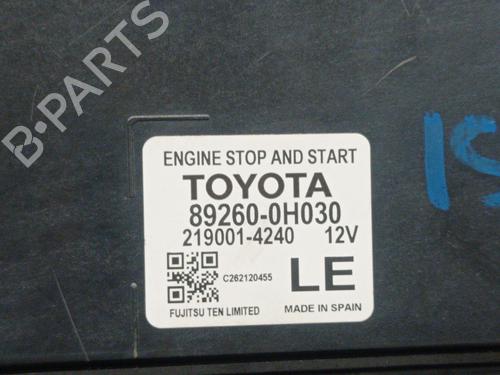 B-PARTS
ENGINE STOP AND START
TOYOTA
89260-0H030
219001-4240 12V
C262120455
LE
FUJITSU TEN LIMITED
MADE IN SPAIN